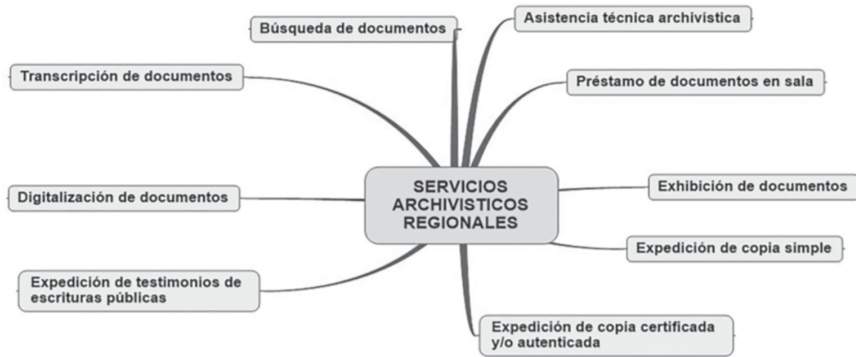 Búsqueda de documentos
Asistencia técnica archivística
Transcripción de documentos
Préstamo de documentos en sala
SERVICIOS
ARCHIVISTICOS
REGIONALES
Digitalización de documentos
Exhibición de documentos
Expedición de copia simple
Expedición de testimonios de
escrituras públicas
Expedición de copia certificada
y/o autenticada